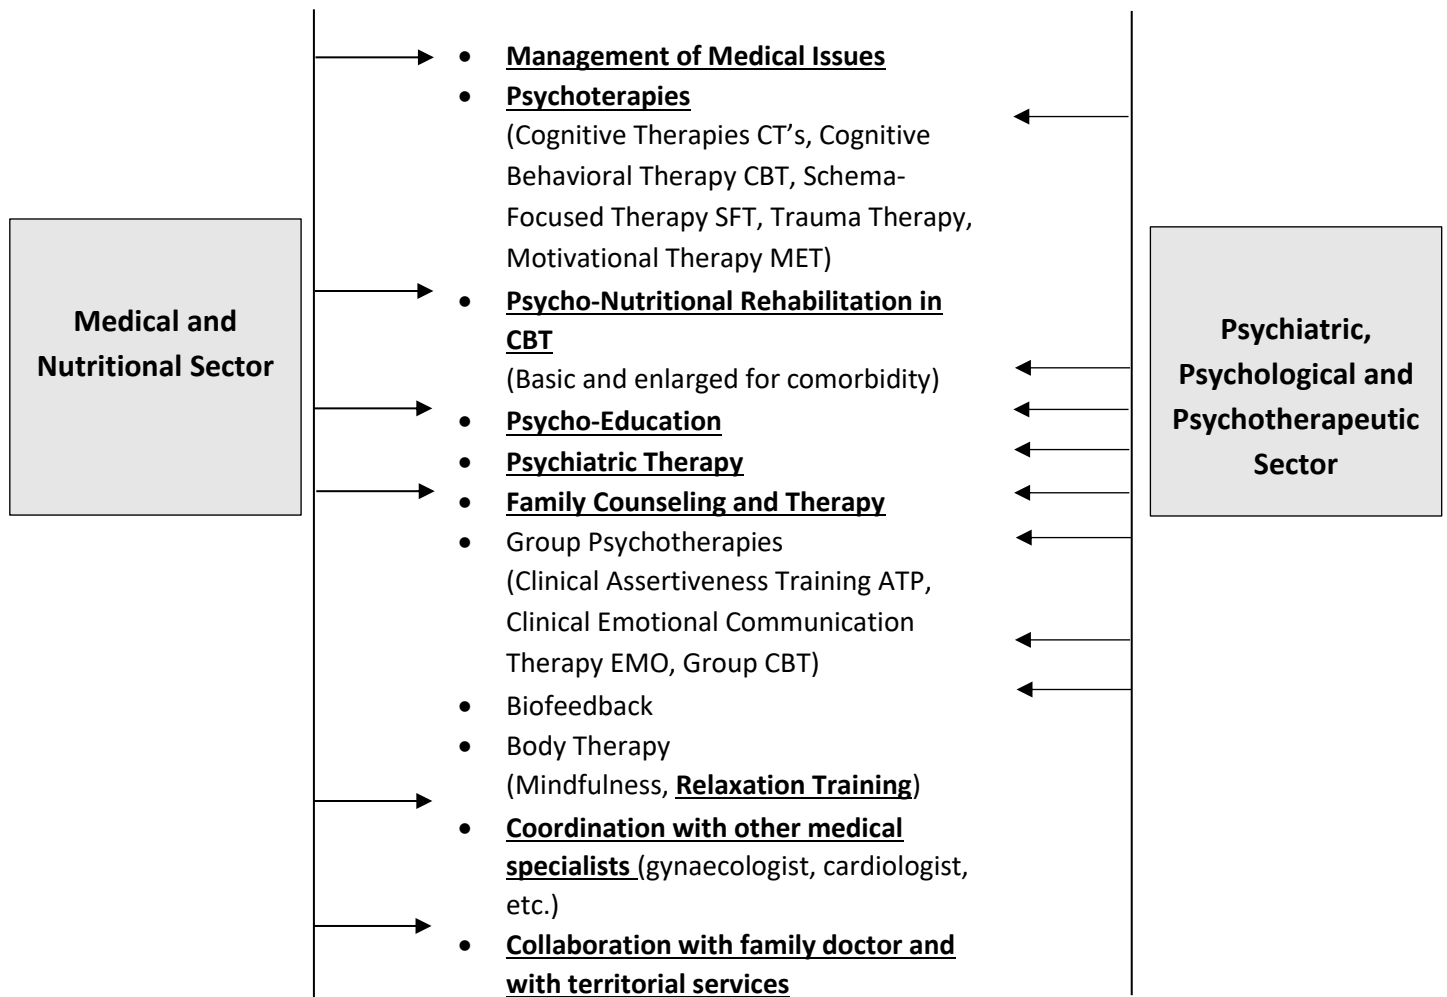 Medical and
Nutritional Sector
• Management of Medical Issues
• Psychoterapies
(Cognitive Therapies CT’s, Cognitive
Behavioral Therapy CBT, Schema-
Focused Therapy SFT, Trauma Therapy,
Motivational Therapy MET)
• Psycho-Nutritional Rehabilitation in
CBT
(Basic and enlarged for comorbidity)
• Psycho-Education
• Psychiatric Therapy
• Family Counseling and Therapy
• Group Psychotherapies
(Clinical Assertiveness Training ATP,
Clinical Emotional Communication
Therapy EMO, Group CBT)
• Biofeedback
• Body Therapy
(Mindfulness, Relaxation Training)
• Coordination with other medical
specialists (gynaecologist, cardiologist,
etc.)
• Collaboration with family doctor and
with territorial services
Psychiatric,
Psychological and
Psychotherapeutic
Sector